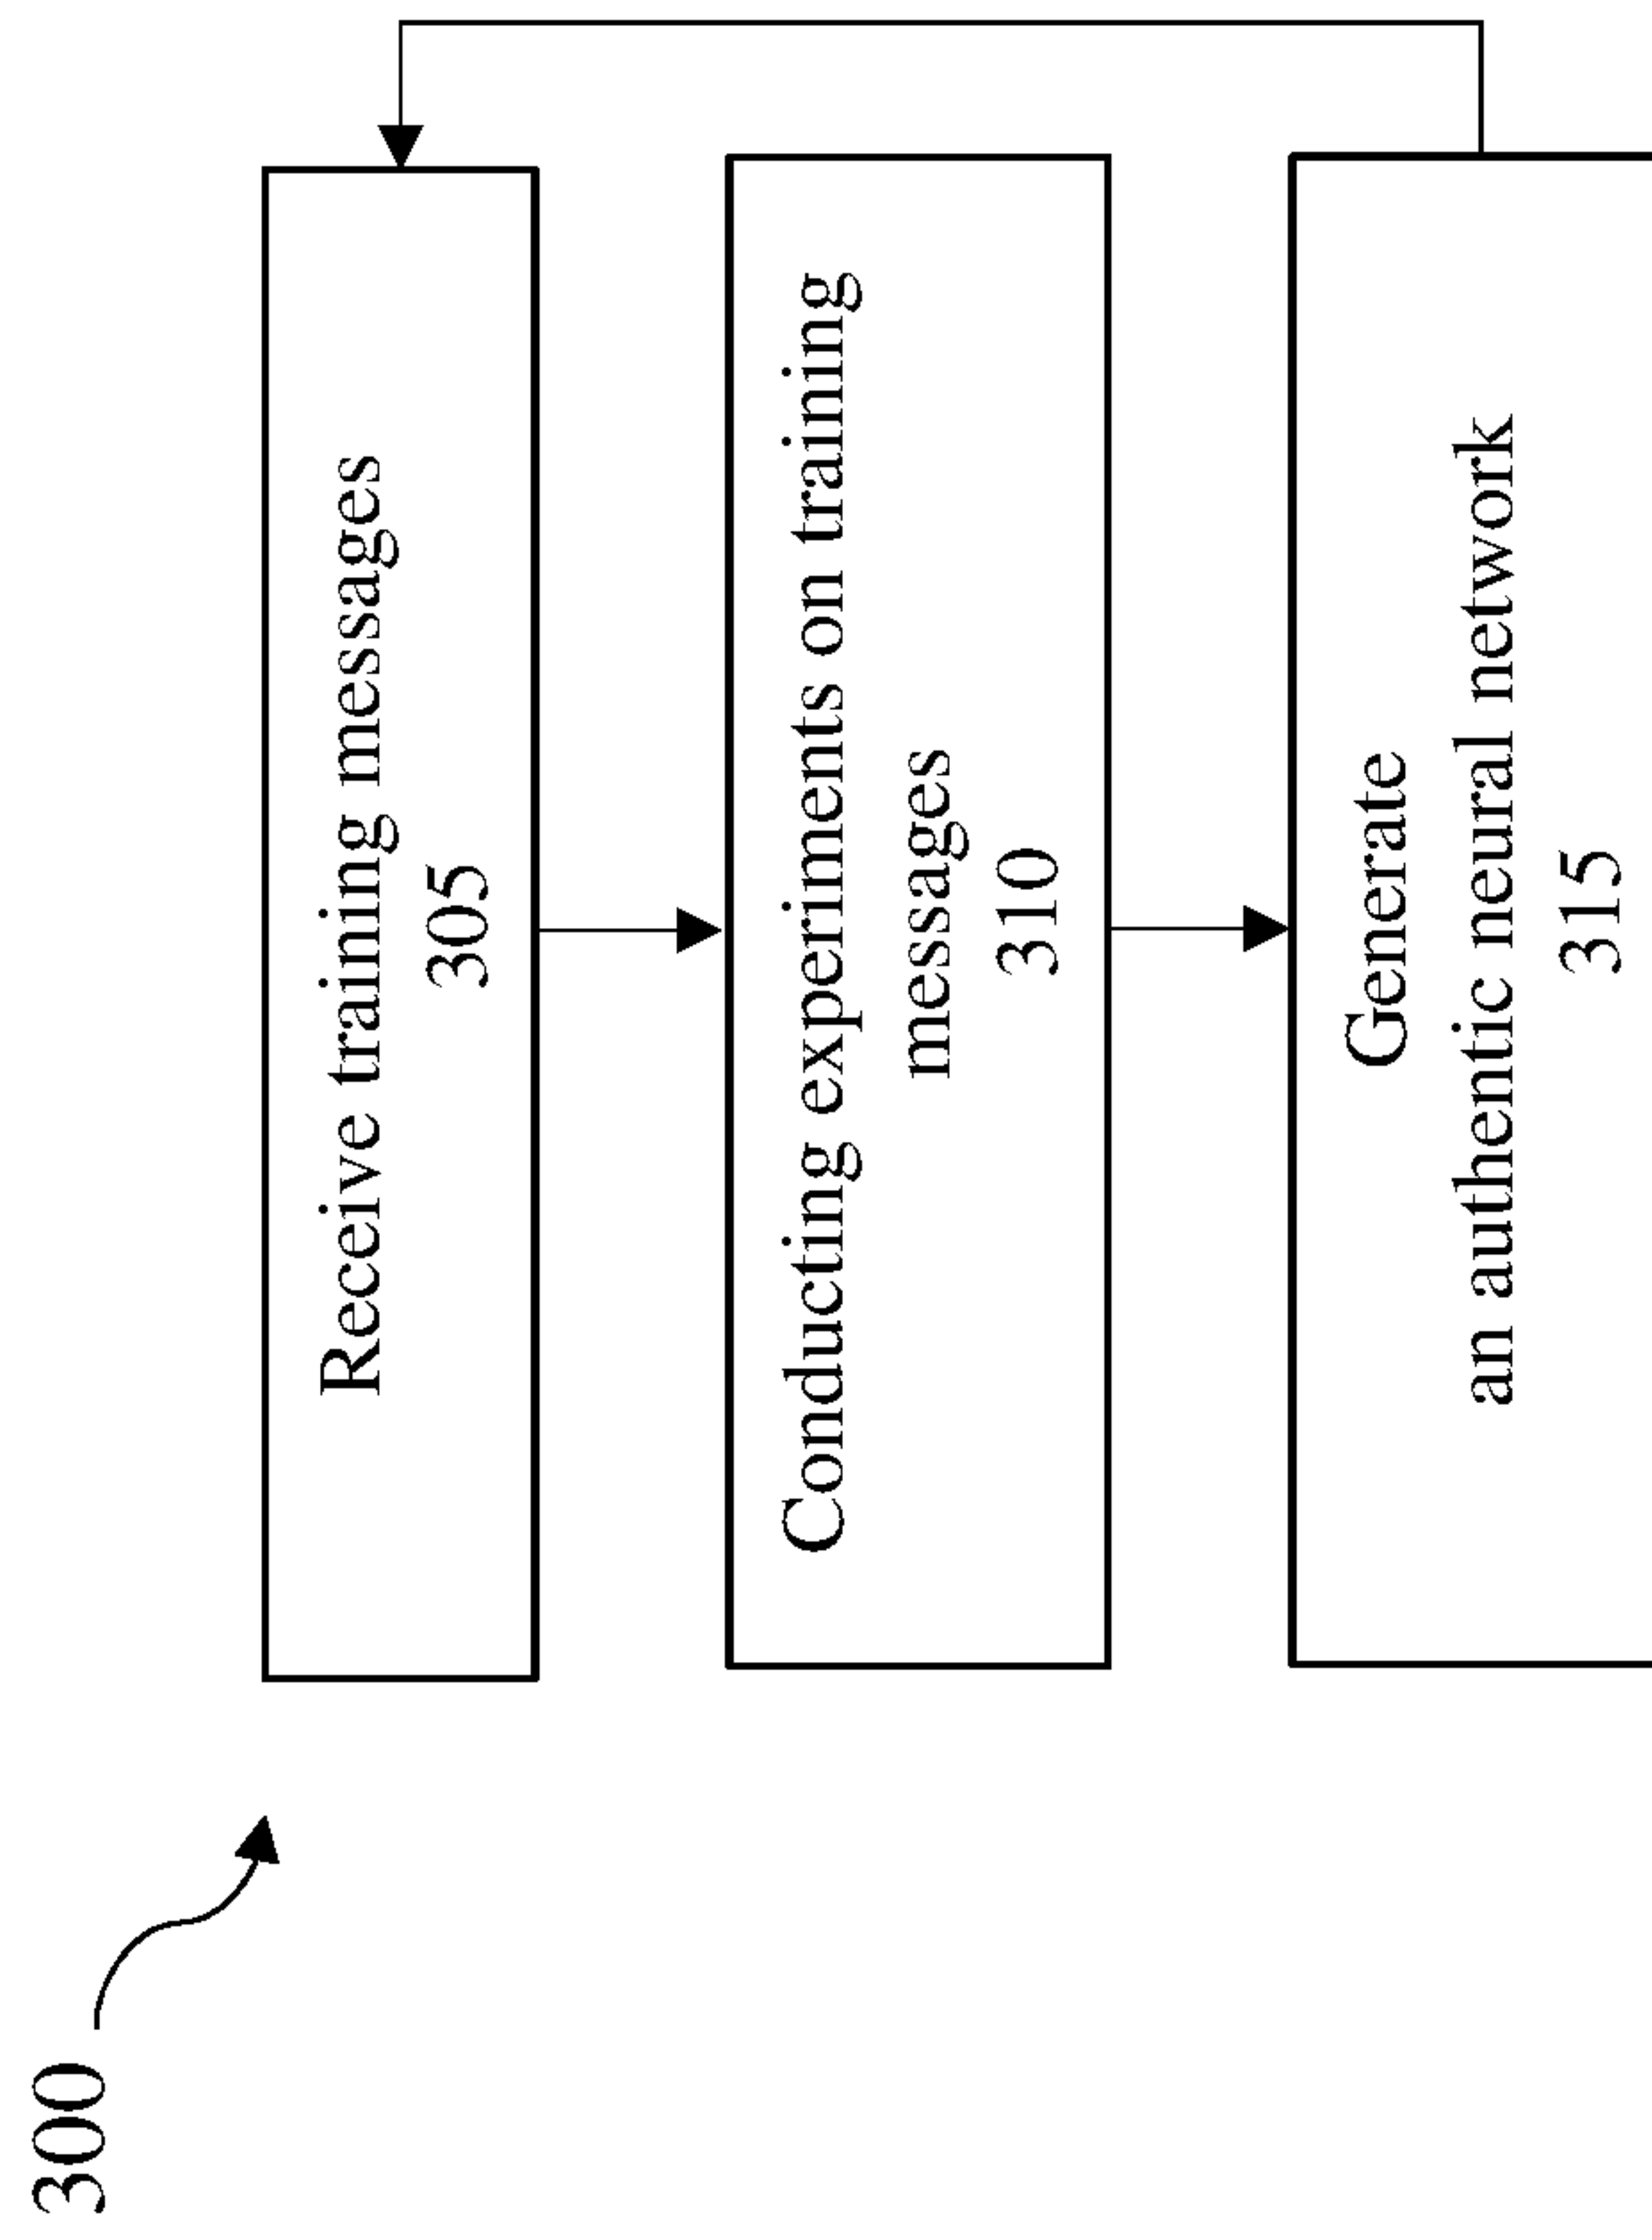 300
Receive training messages
305
Conducting experiments on training
messages
310
Generate
an authentic neural network
315